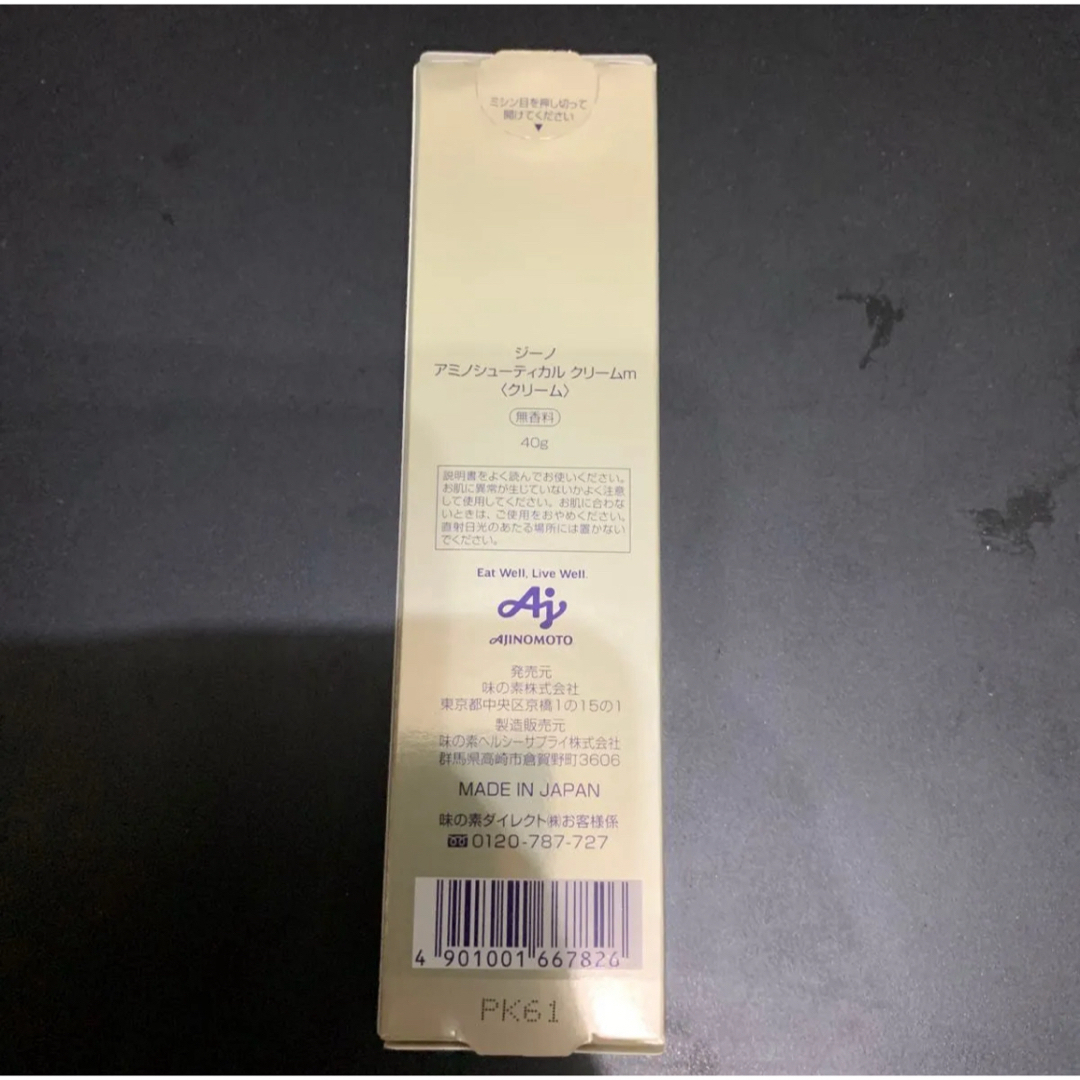 ミシン目を押し切って
開けてください
▼
ジーノ
アミノシューティカル クリームm
〈クリーム〉
無香料
40g
説明書をよく読んでお使いください。
お肌に異常が生じていないかよく注意
して使用してください。お肌に合わな
いときは、ご使用をおやめください。
直射日光のあたる場所には置かない
でください。
Eat Well, Live Well.
Aj
AJINOMOTO
発売元
味の素株式会社
東京都中央区京橋1の15の1
製造販売元
味の素ヘルシーサプライ株式会社
群馬県高崎市倉賀野町3606
MADE IN JAPAN
味の素ダイレクト㈱お客様係
0120-787-727
4 901001 667826
PK61